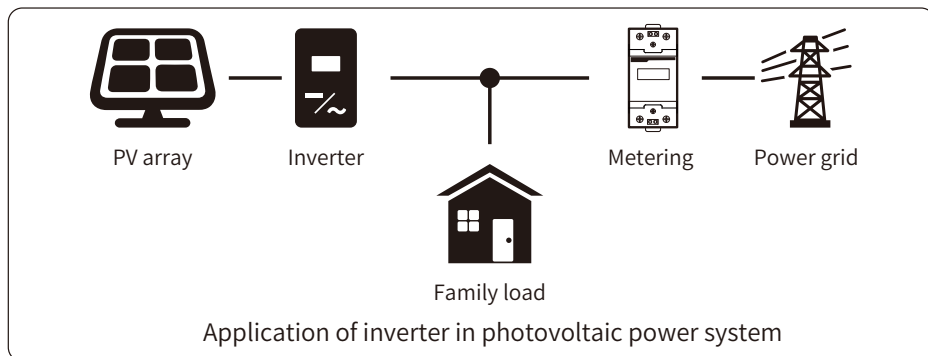 PV array
Inverter
Metering
Power grid
Family load
Application of inverter in photovoltaic power system